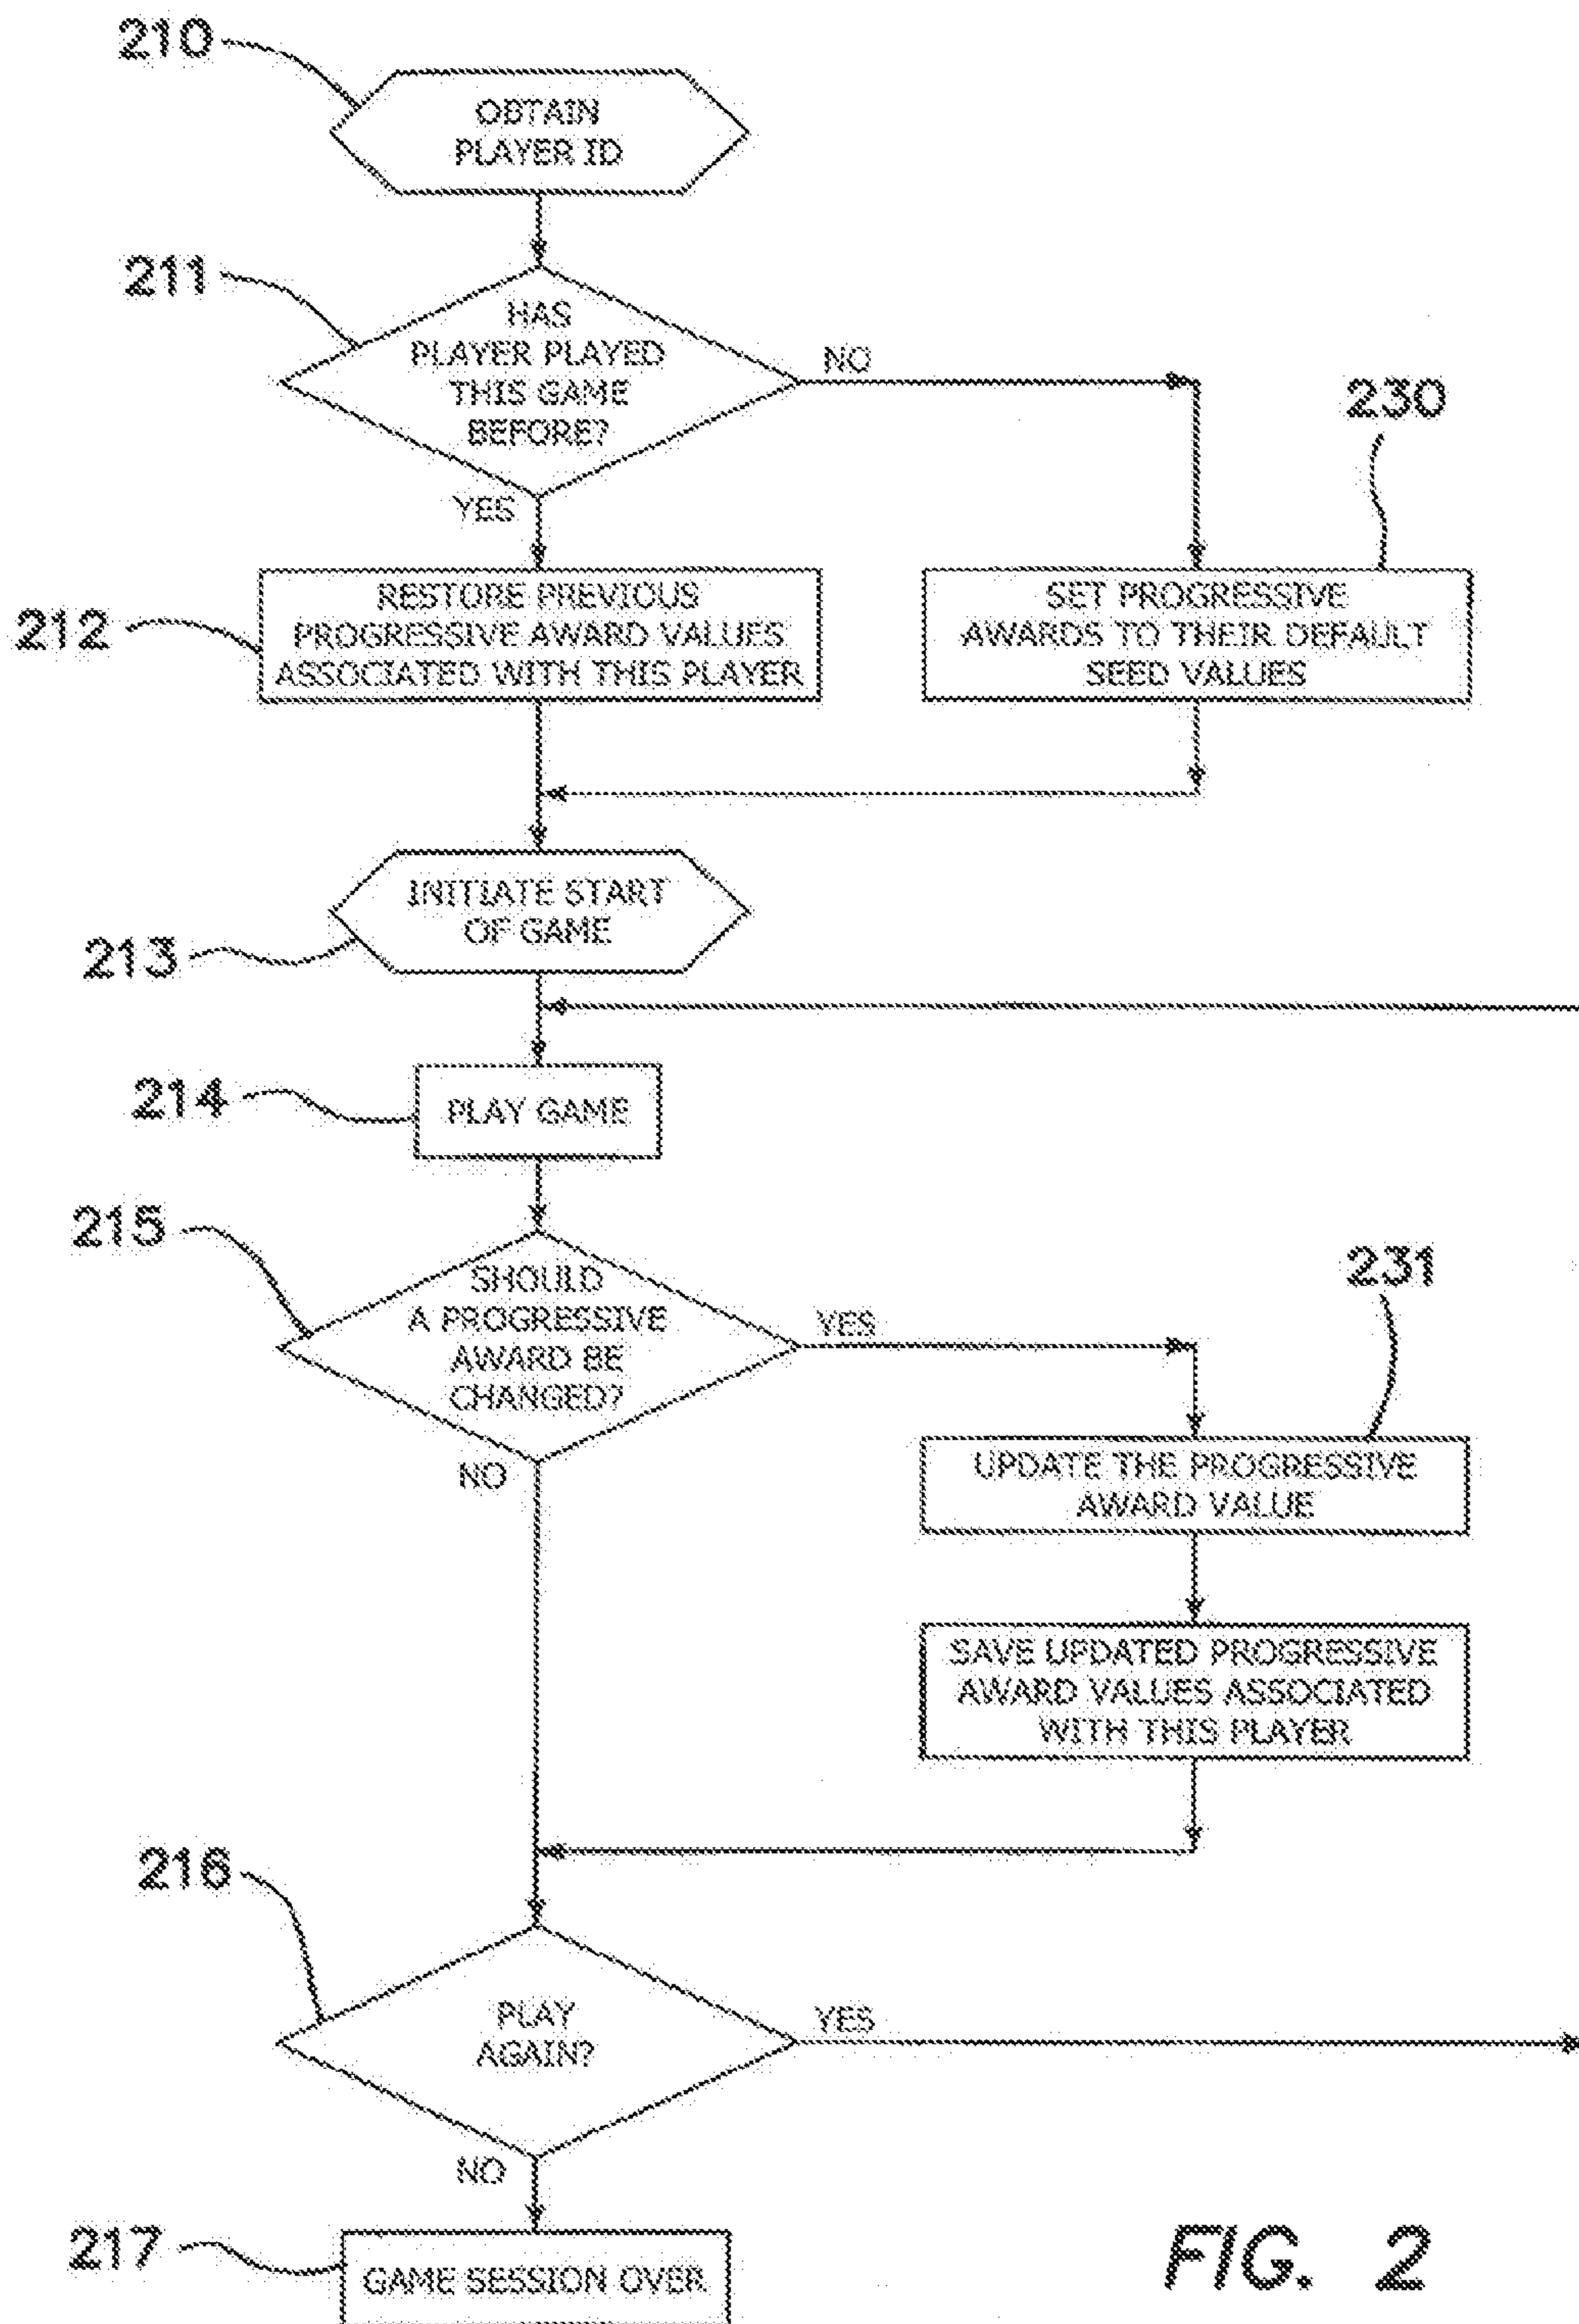 210
OBTAIN
PLAYER ID
211
HAS
PLAYER PLAYED
THIS GAME
BEFORE?
NO
YES
230
212
RESTORE PREVIOUS
PROGRESSIVE AWARD VALUES
ASSOCIATED WITH THIS PLAYER
SET PROGRESSIVE
AWARDS TO THEIR DEFAULT
SEED VALUES
INITIATE START
OF GAME
213
214
PLAY GAME
215
SHOULD
A PROGRESSIVE
AWARD BE
CHANGED?
YES
NO
231
UPDATE THE PROGRESSIVE
AWARD VALUE
SAVE UPDATED PROGRESSIVE
AWARD VALUES ASSOCIATED
WITH THIS PLAYER
216
PLAY
AGAIN?
YES
NO
217
GAME SESSION OVER
FIG. 2